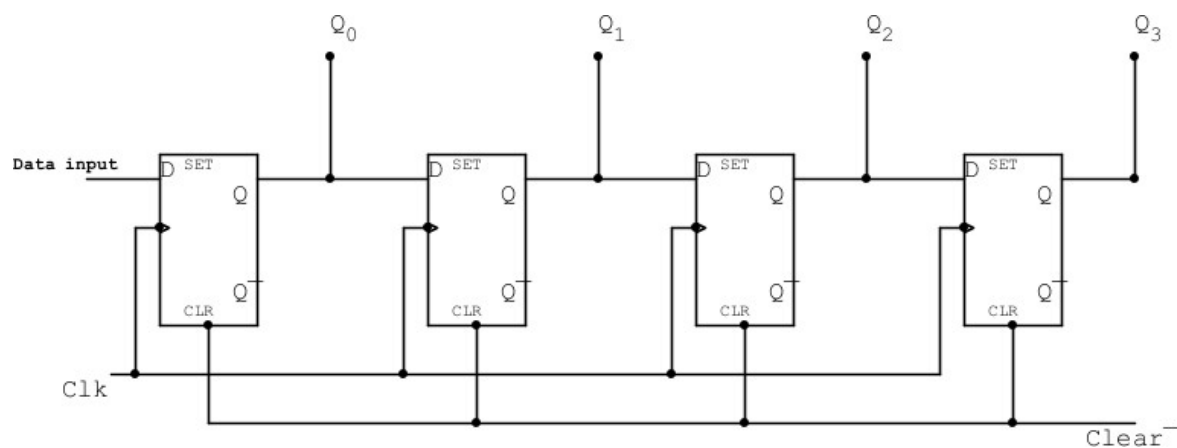 Q0 Q1 Q2 Q3
Data input
D SET D SET D SET D SET
Q Q Q Q
Q̅ Q̅ Q̅ Q̅
CLR CLR CLR CLR
Clk
Clear‾